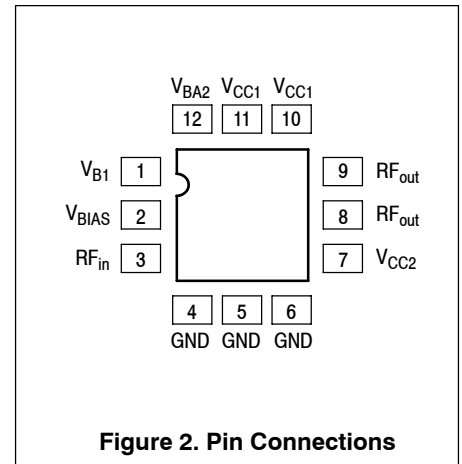 VBA2 VCC1 VCC1
12 11 10
VB1 1 9 RFout
VBIAS 2 8 RFout
RFin 3 7 VCC2
4 5 6
GND GND GND
Figure 2. Pin Connections